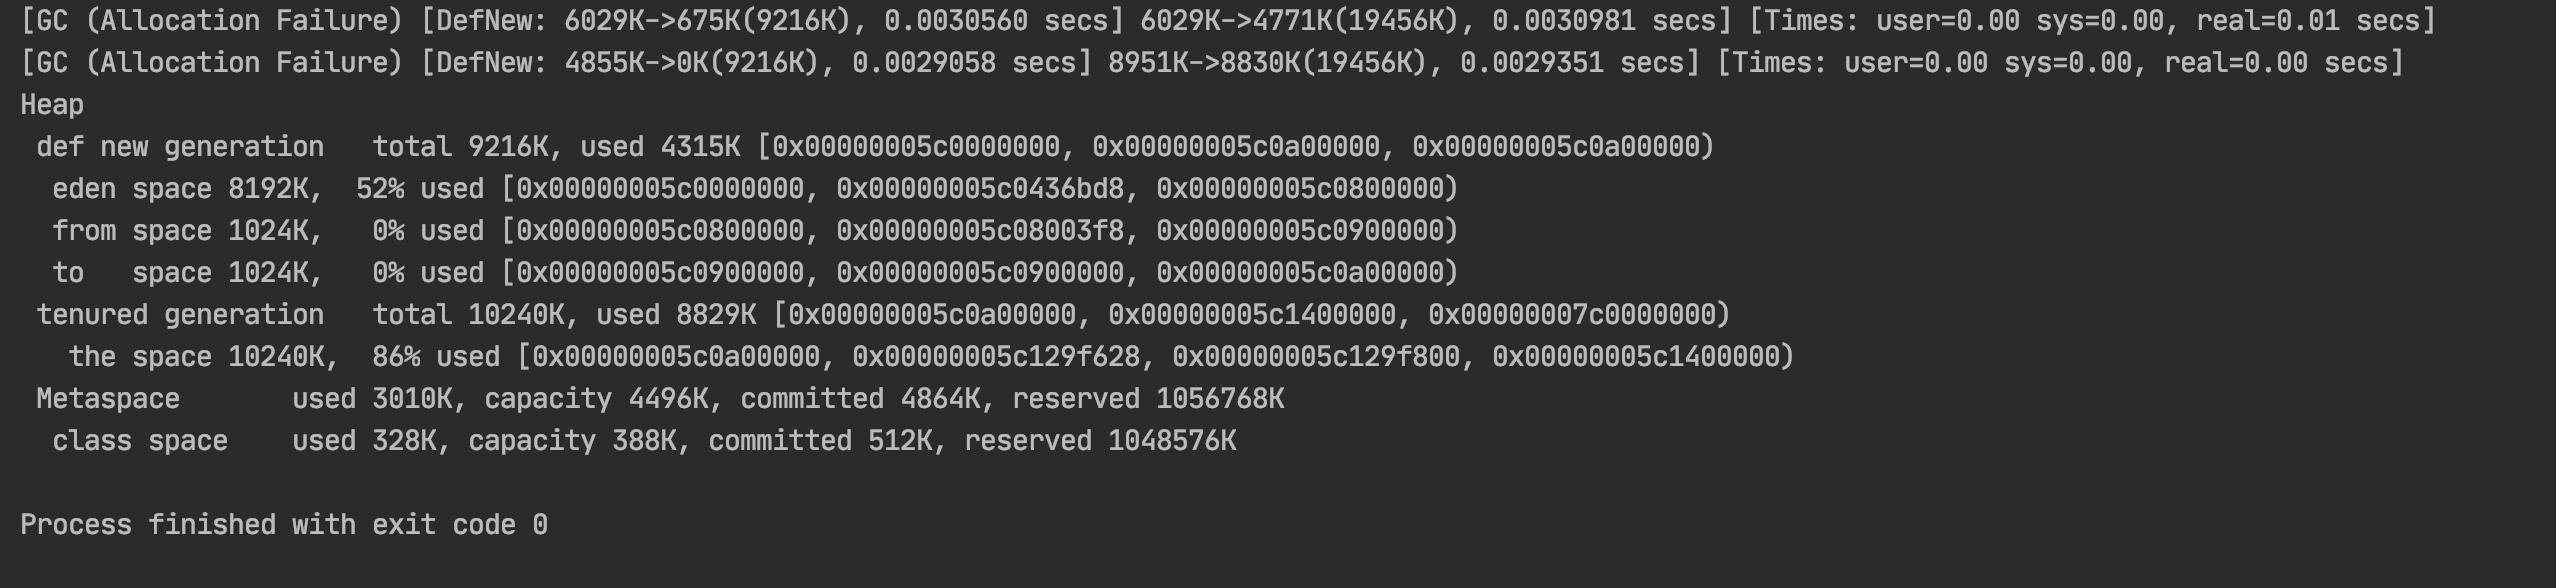 [GC (Allocation Failure) [DefNew: 6029K->675K(9216K), 0.0030560 secs] 6029K->4771K(19456K), 0.0030981 secs] [Times: user=0.00 sys=0.00, real=0.01 secs]
[GC (Allocation Failure) [DefNew: 4855K->0K(9216K), 0.0029058 secs] 8951K->8830K(19456K), 0.0029351 secs] [Times: user=0.00 sys=0.00, real=0.00 secs]
Heap
 def new generation   total 9216K, used 4315K [0x00000005c0000000, 0x00000005c0a00000, 0x00000005c0a00000)
  eden space 8192K,  52% used [0x00000005c0000000, 0x00000005c0436bd8, 0x00000005c0800000)
  from space 1024K,   0% used [0x00000005c0800000, 0x00000005c08003f8, 0x00000005c0900000)
  to   space 1024K,   0% used [0x00000005c0900000, 0x00000005c0900000, 0x00000005c0a00000)
 tenured generation   total 10240K, used 8829K [0x00000005c0a00000, 0x00000005c1400000, 0x00000007c0000000)
   the space 10240K,  86% used [0x00000005c0a00000, 0x00000005c129f628, 0x00000005c129f800, 0x00000005c1400000)
 Metaspace       used 3010K, capacity 4496K, committed 4864K, reserved 1056768K
  class space    used 328K, capacity 388K, committed 512K, reserved 1048576K
Process finished with exit code 0